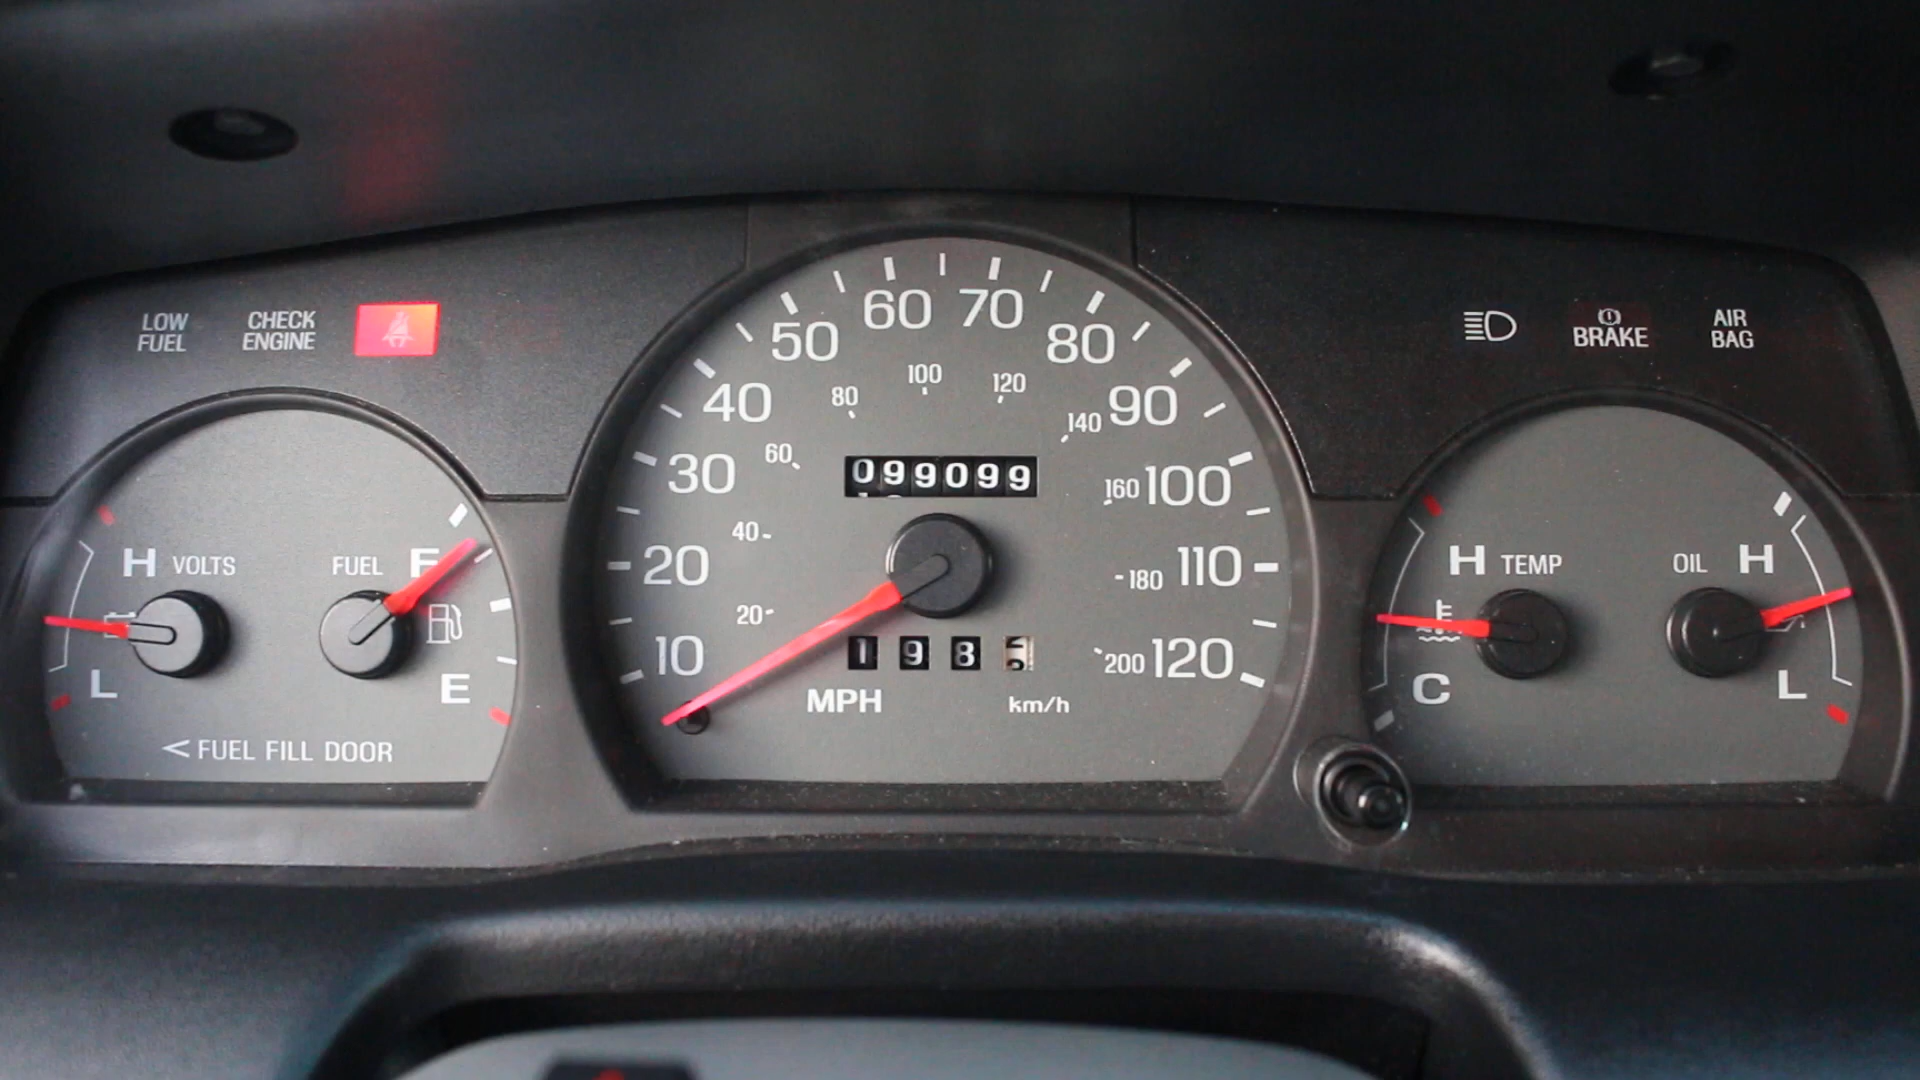 LOW
FUEL
CHECK
ENGINE
BRAKE
AIR
BAG
H VOLTS
L
FUEL F
E
< FUEL FILL DOOR
10
20
30
40
50
60
70
80
90
100
110
120
20
40
60
80
100
120
140
160
180
200
099099
1 9 8
MPH
km/h
H TEMP
C
OIL H
L